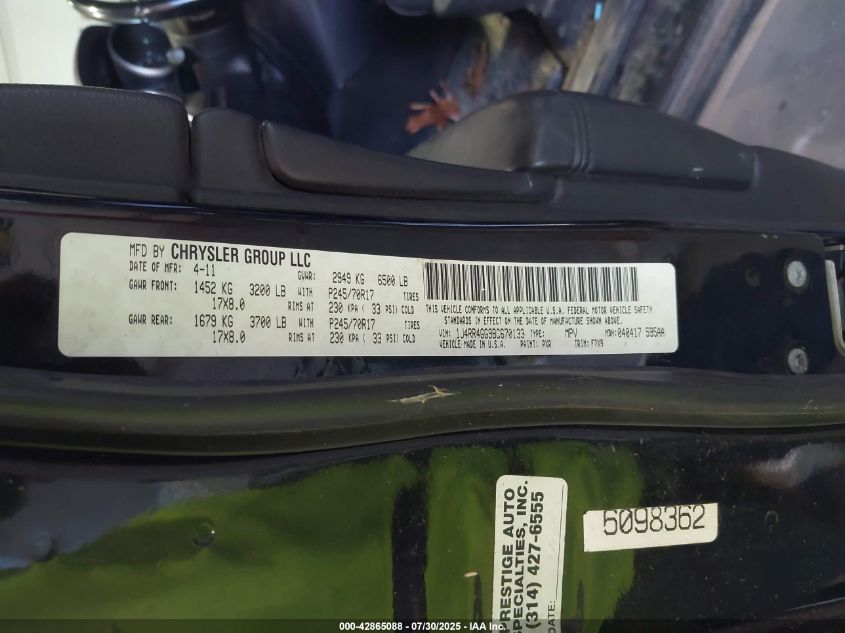 MFD BY CHRYSLER GROUP LLC
DATE OF MFR: 4-11 GVWR: 2949 KG 6500 LB
GAWR FRONT: 1452 KG 3200 LB WITH P245/70R17 TIRES
17X8.0 RIMS AT 230 KPA ( 33 PSI) COLD
GAWR REAR: 1679 KG 3700 LB WITH P245/70R17 TIRES
17X8.0 RIMS AT 230 KPA ( 33 PSI) COLD
THIS VEHICLE CONFORMS TO ALL APPLICABLE U.S.A. FEDERAL MOTOR VEHICLE SAFETY
STANDARDS IN EFFECT ON THE DATE OF MANUFACTURE SHOWN ABOVE.
VIN: 1J4RR4GG9BC670133 TYPE: MPV MDH: 040417 595AA
VEHICLE MADE IN U.S.A. PAINT: PXR TRIM: F7X9
PRESTIGE AUTO
SPECIALTIES, INC.
(314) 427-6555
DATE:
5098362
000-42865088 - 07/30/2025 - IAA Inc.